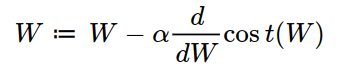 W ≔ W − α d/dW cos t(W)